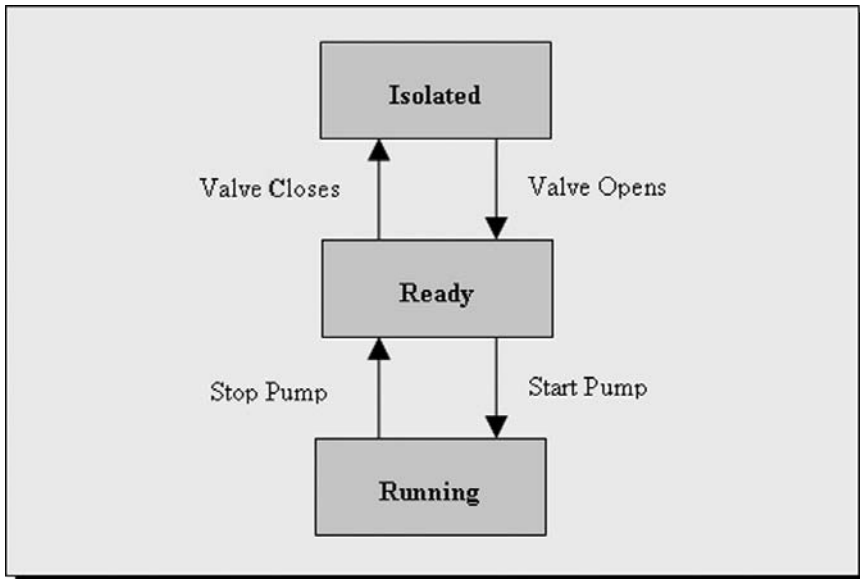 Isolated
Valve Closes
Valve Opens
Ready
Stop Pump
Start Pump
Running